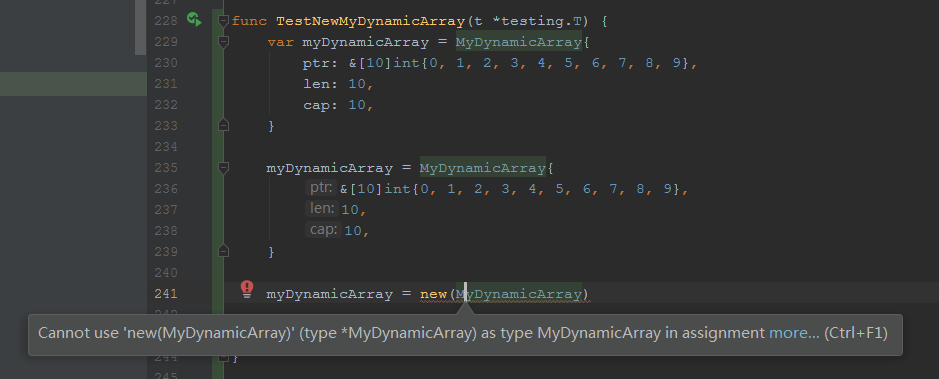 227
228 func TestNewMyDynamicArray(t *testing.T) {
229 var myDynamicArray = MyDynamicArray{
230 ptr: &[10]int{0, 1, 2, 3, 4, 5, 6, 7, 8, 9},
231 len: 10,
232 cap: 10,
233 }
234
235 myDynamicArray = MyDynamicArray{
236 ptr: &[10]int{0, 1, 2, 3, 4, 5, 6, 7, 8, 9},
237 len: 10,
238 cap: 10,
239 }
240
241 myDynamicArray = new(MyDynamicArray)
Cannot use 'new(MyDynamicArray)' (type *MyDynamicArray) as type MyDynamicArray in assignment more... (Ctrl+F1)
244 }
245